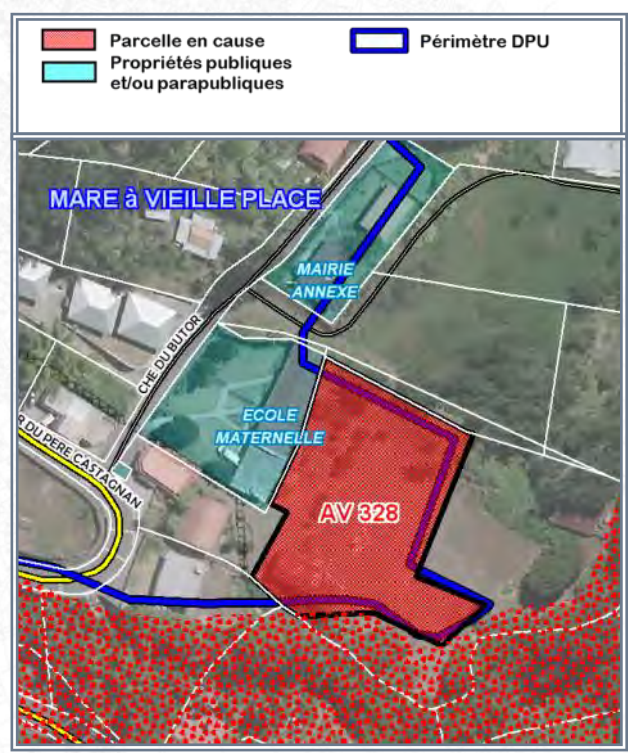 Parcelle en cause
Périmètre DPU
Propriétés publiques
et/ou parapubliques
MARE à VIEILLE PLACE
MAIRIE
ANNEXE
CHE DU BUTOR
ECOLE
MATERNELLE
R DU PERE CASTAGNAN
AV 328